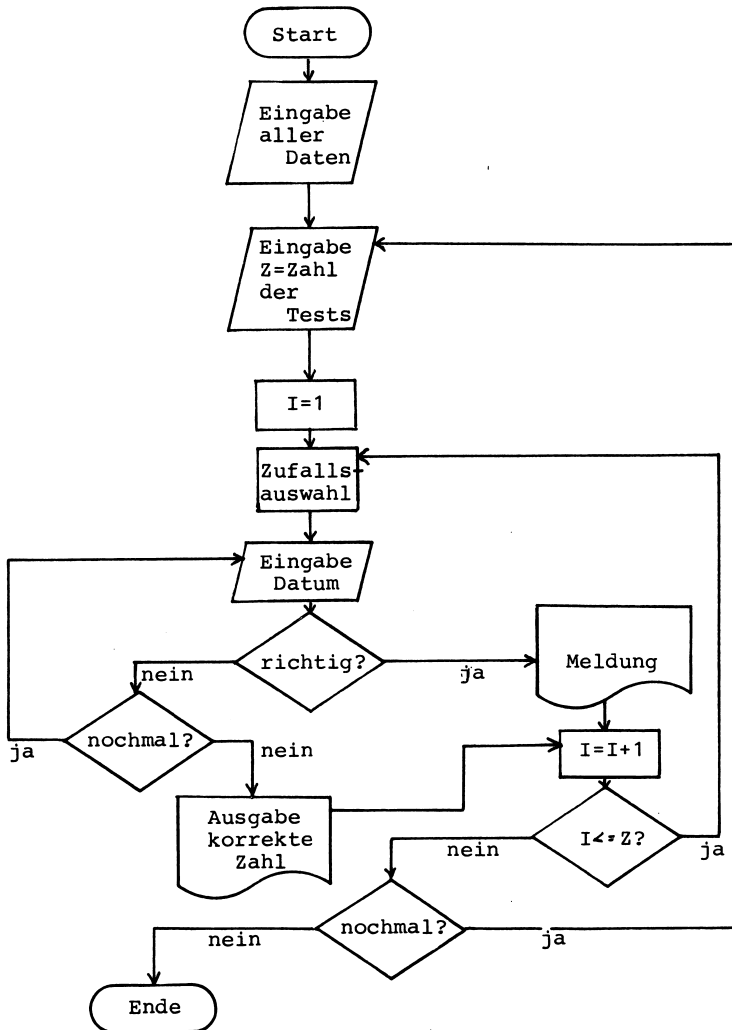 Start
Eingabe
aller
Daten
Eingabe
Z=Zahl
der
Tests
I=1
Zufalls-
auswahl
Eingabe
Datum
richtig?
nein
ja
Meldung
nochmal?
ja
nein
I=I+1
Ausgabe
korrekte
Zahl
I<=Z?
nein
ja
nochmal?
nein
ja
Ende